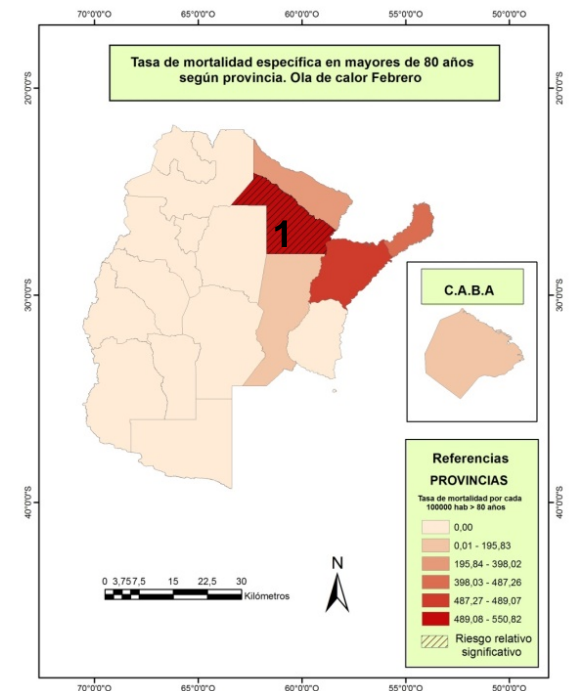 70°0'0"O 65°0'0"O 60°0'0"O 55°0'0"O 50°0'0"O
Tasa de mortalidad específica en mayores de 80 años
según provincia. Ola de calor Febrero
20°0'0"S 20°0'0"S
1
C.A.B.A
30°0'0"S 30°0'0"S
Referencias
PROVINCIAS
Tasa de mortalidad por cada
100000 hab > 80 años
0,00
0,01 - 195,83
195,84 - 398,02
398,03 - 487,26
487,27 - 489,07
489,08 - 550,82
Riesgo relativo
significativo
40°0'0"S 40°0'0"S
N
0 3,757,5 15 22,5 30
Kilómetros
70°0'0"O 65°0'0"O 60°0'0"O 55°0'0"O 50°0'0"O